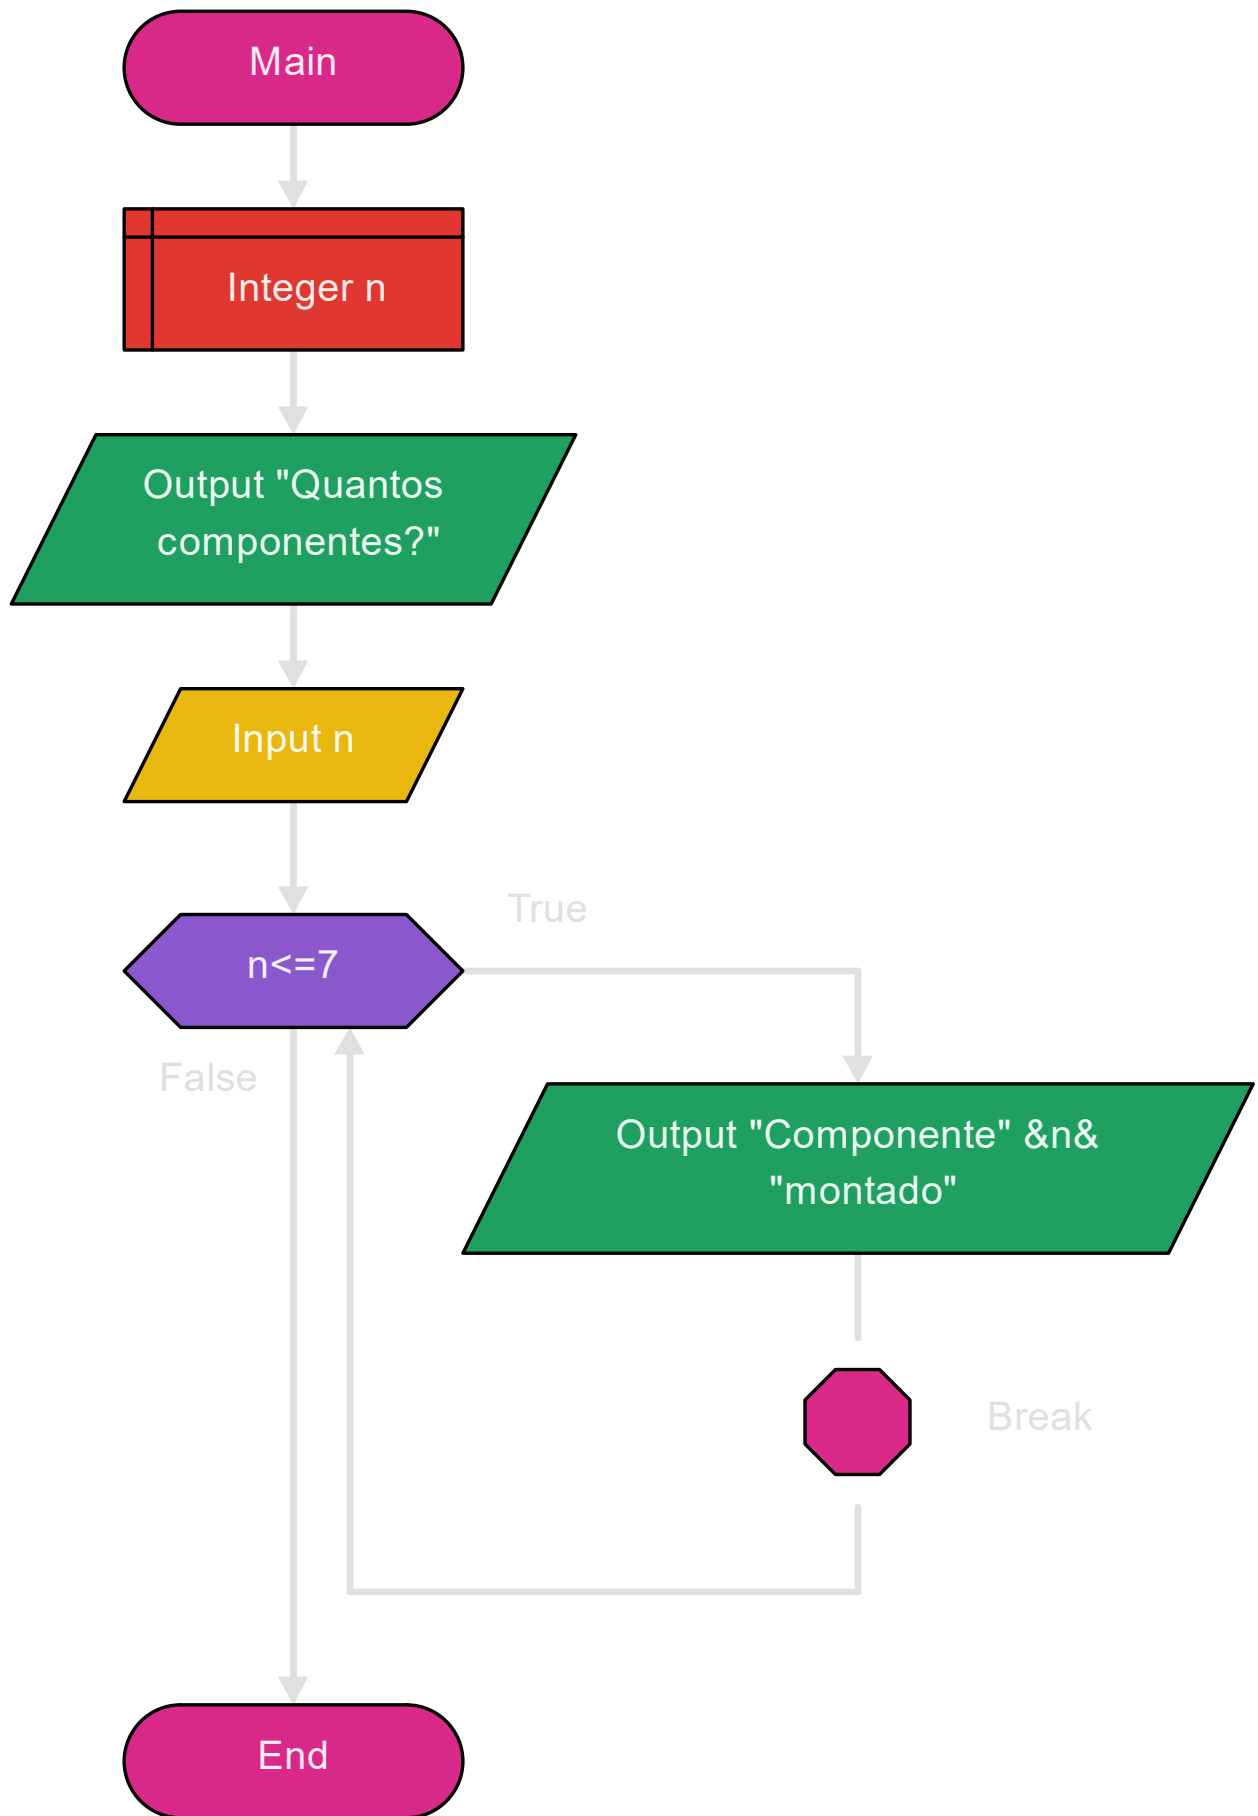 Main
Integer n
Output "Quantos
componentes?"
Input n
True
n<=7
False
Output "Componente" &n&
"montado"
Break
End